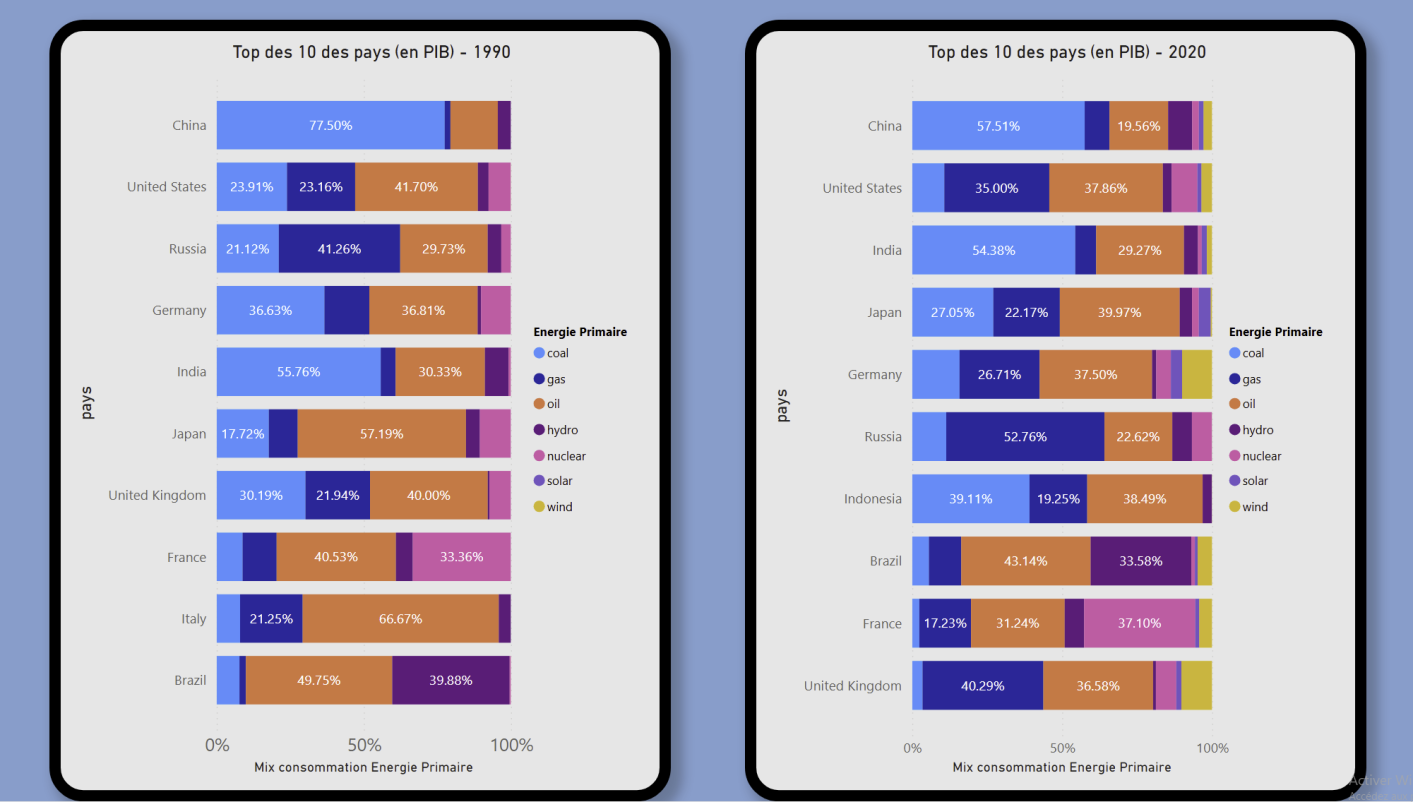 Top des 10 des pays (en PIB) - 1990
China
77.50%
United States
23.91% 23.16% 41.70%
Russia
21.12% 41.26% 29.73%
Germany
36.63% 36.81%
India
55.76% 30.33%
Japan
17.72% 57.19%
United Kingdom
30.19% 21.94% 40.00%
France
40.53% 33.36%
Italy
21.25% 66.67%
Brazil
49.75% 39.88%
pays
0% 50% 100%
Mix consommation Energie Primaire
Energie Primaire
coal
gas
oil
hydro
nuclear
solar
wind
Top des 10 des pays (en PIB) - 2020
China
57.51% 19.56%
United States
35.00% 37.86%
India
54.38% 29.27%
Japan
27.05% 22.17% 39.97%
Germany
26.71% 37.50%
Russia
52.76% 22.62%
Indonesia
39.11% 19.25% 38.49%
Brazil
43.14% 33.58%
France
17.23% 31.24% 37.10%
United Kingdom
40.29% 36.58%
pays
0% 50% 100%
Mix consommation Energie Primaire
Energie Primaire
coal
gas
oil
hydro
nuclear
solar
wind
Activer